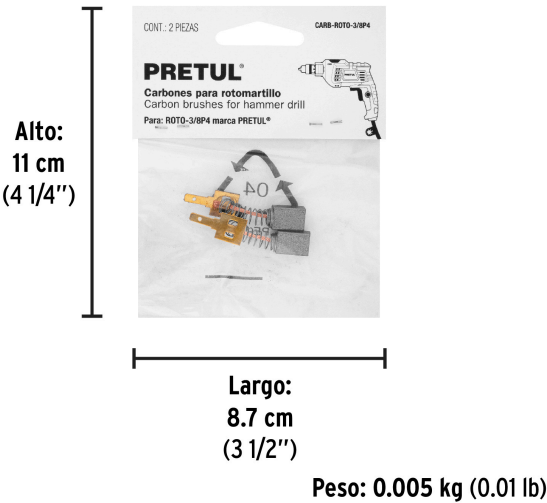 CONT.: 2 PIEZAS
CARB-ROTO-3/8P4
PRETUL®
Carbones para rotomartillo
Carbon brushes for hammer drill
Para: ROTO-3/8P4 marca PRETUL®
04
Alto:
11 cm
(4 1/4’’)
Largo:
8.7 cm
(3 1/2’’)
Peso: 0.005 kg (0.01 lb)